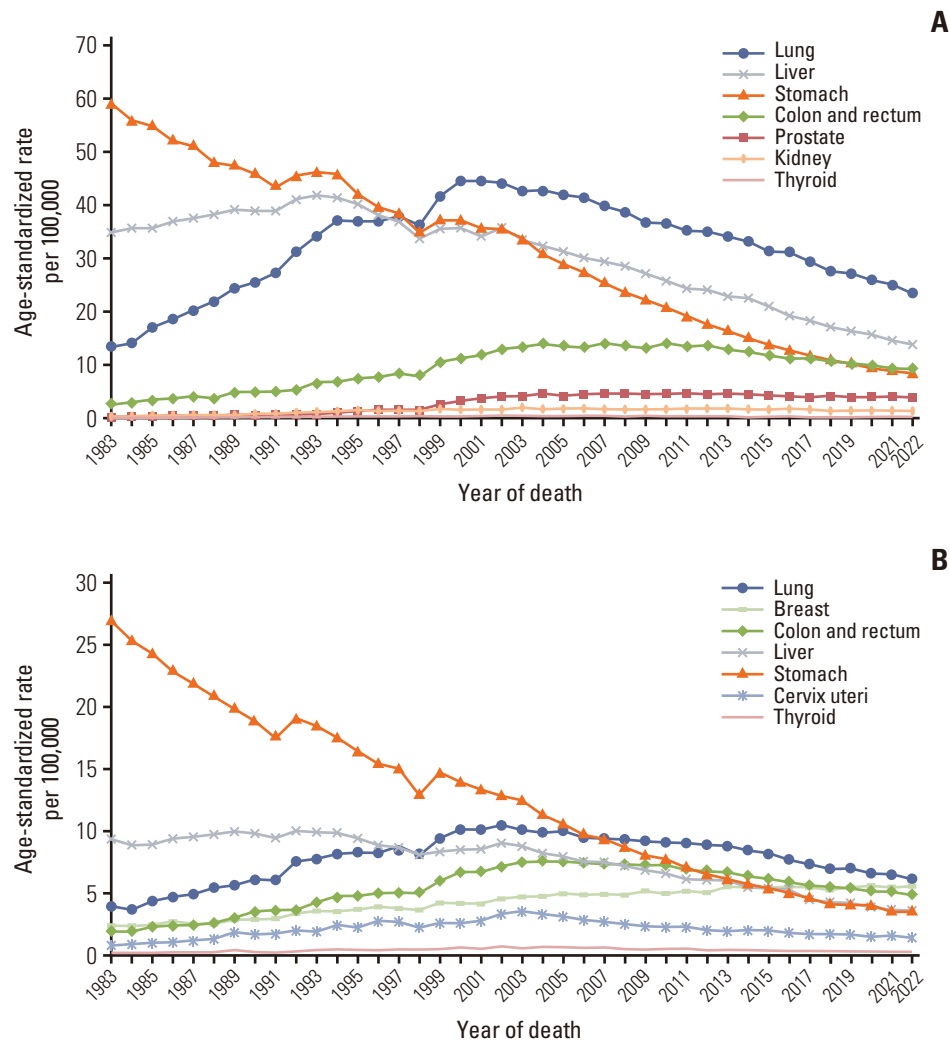 A
70
60
50
40
30
20
10
0
Age-standardized rate
per 100,000
Lung
Liver
Stomach
Colon and rectum
Prostate
Kidney
Thyroid
1983
1985
1987
1989
1991
1993
1995
1997
1999
2001
2003
2005
2007
2009
2011
2013
2015
2017
2019
2021
2022
Year of death
B
30
25
20
15
10
5
0
Age-standardized rate
per 100,000
Lung
Breast
Colon and rectum
Liver
Stomach
Cervix uteri
Thyroid
1983
1985
1987
1989
1991
1993
1995
1997
1999
2001
2003
2005
2007
2009
2011
2013
2015
2017
2019
2021
2022
Year of death